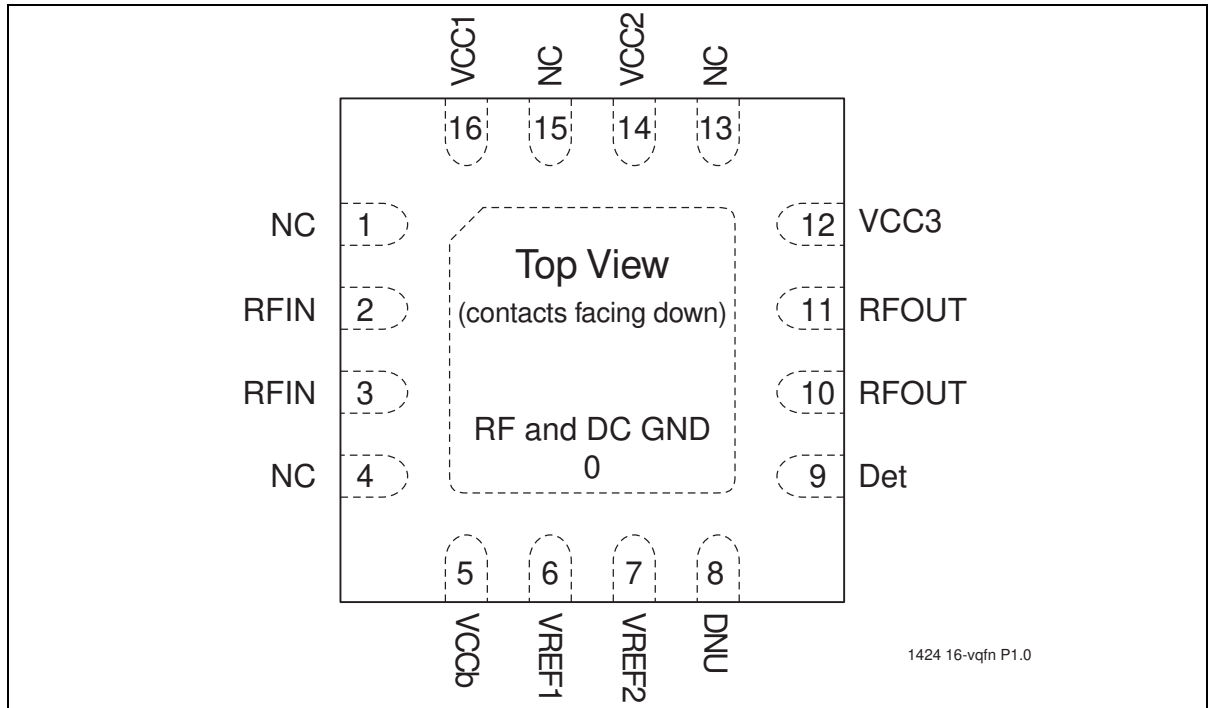 VCC1 NC VCC2 NC
16 15 14 13
NC 1
12 VCC3
Top View
RFIN 2
(contacts facing down)
11 RFOUT
RFIN 3
10 RFOUT
RF and DC GND
NC 4
0
9 Det
5 6 7 8
VCCb VREF1 VREF2 DNU
1424 16-vqfn P1.0